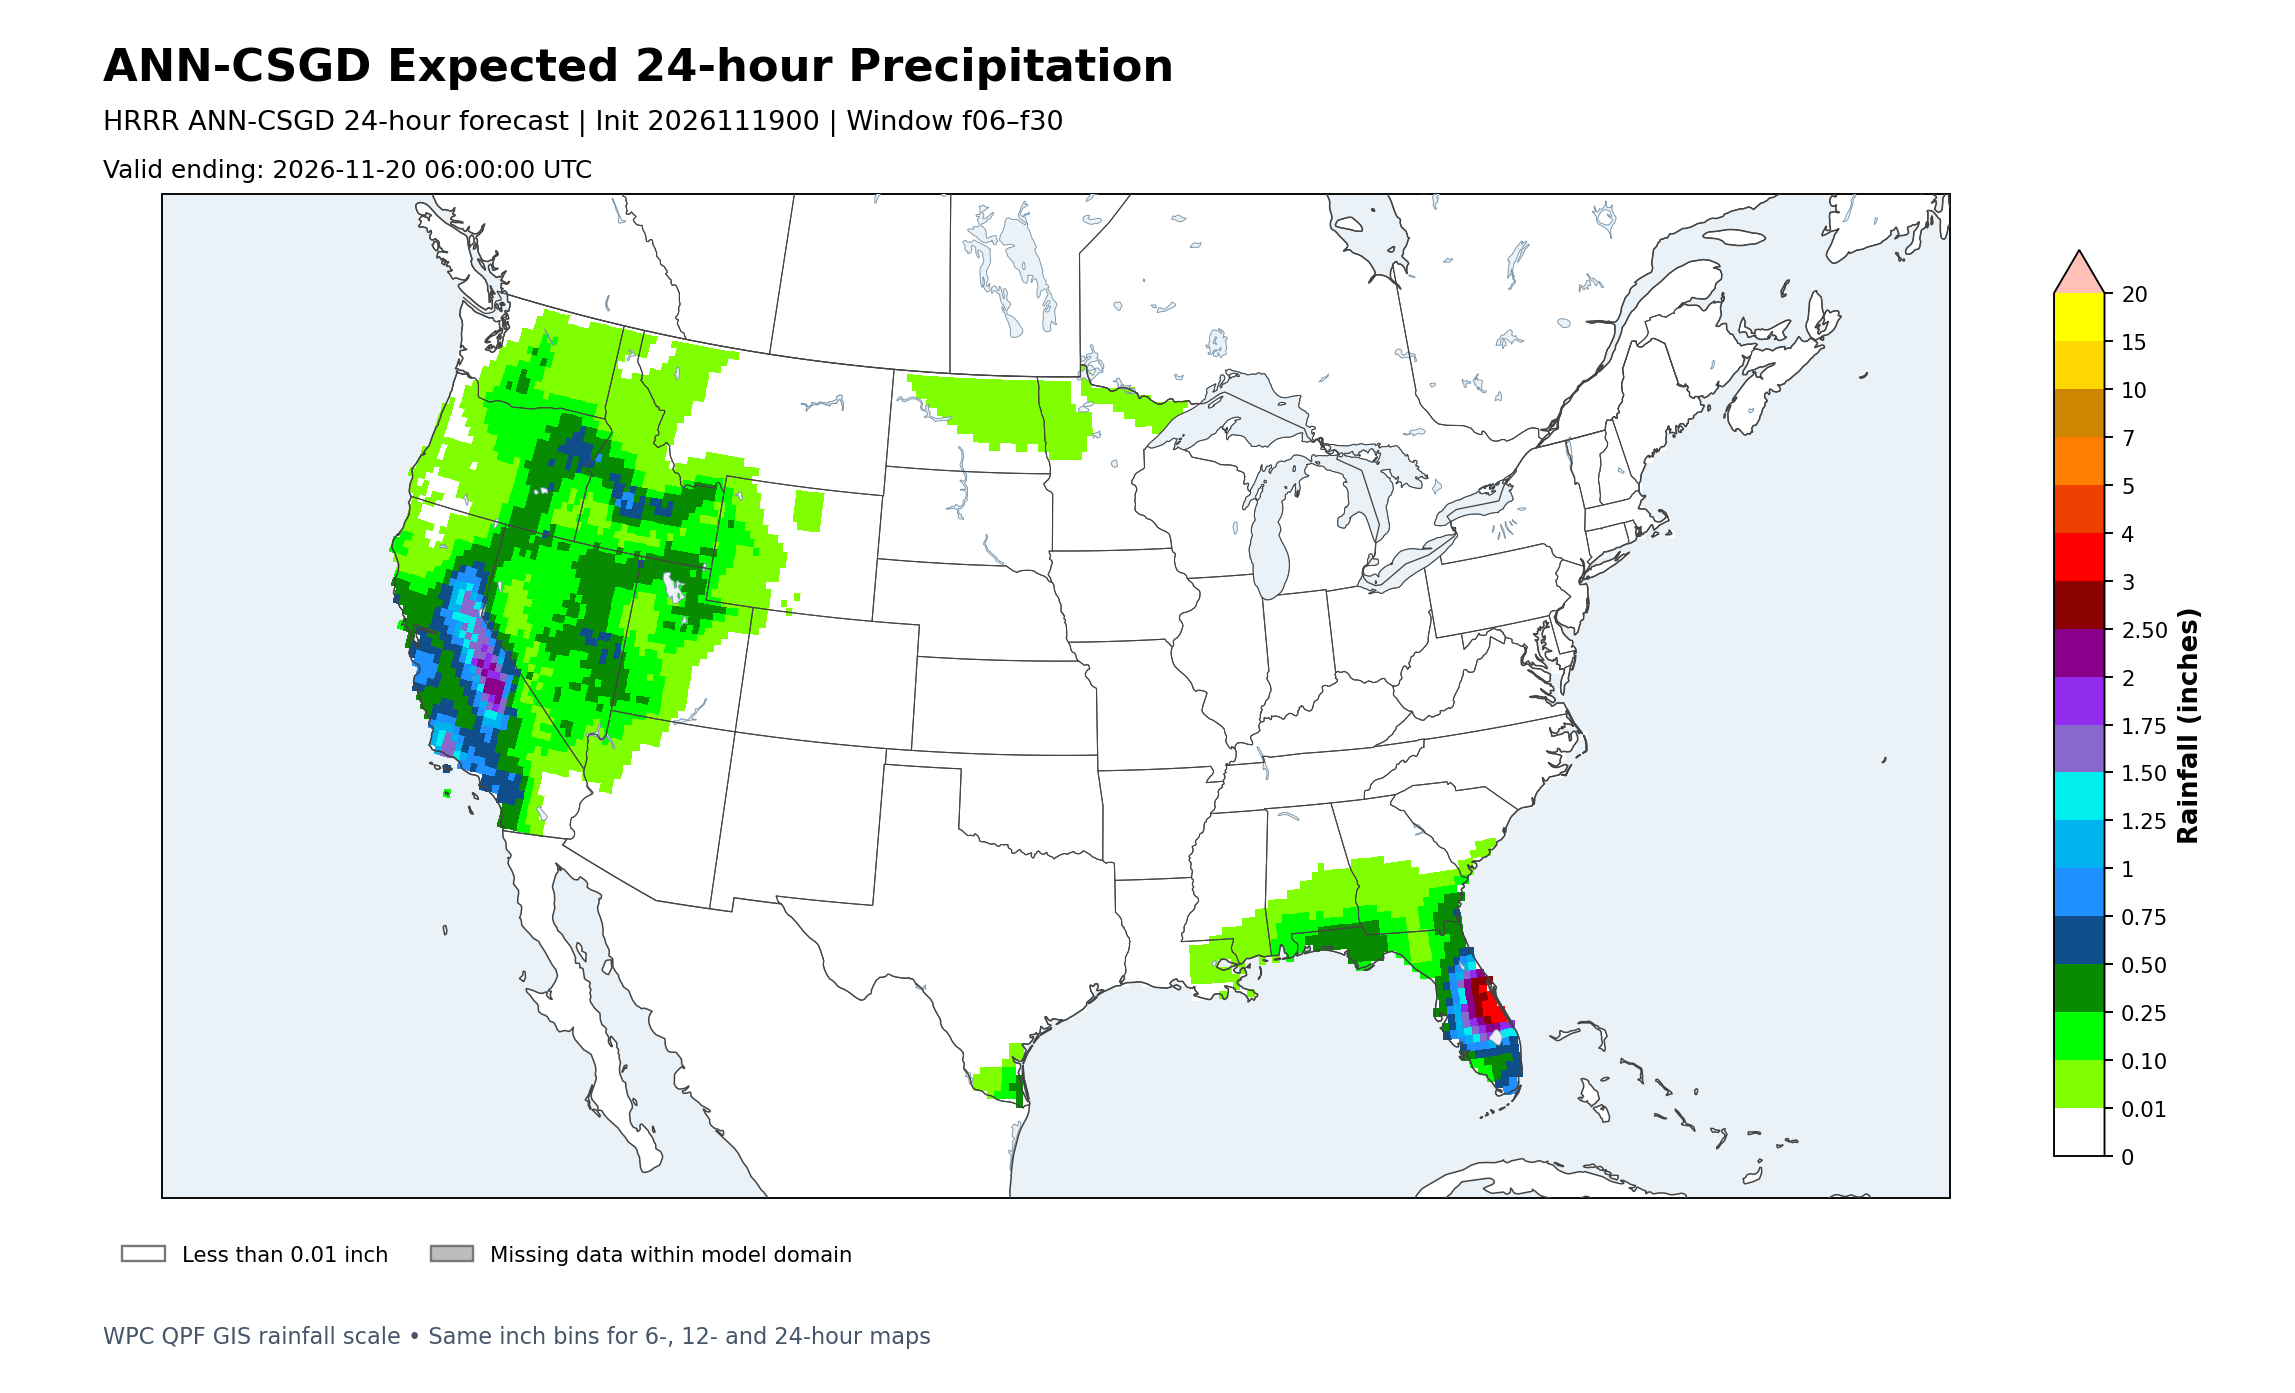 ANN-CSGD Expected 24-hour Precipitation
HRRR ANN-CSGD 24-hour forecast | Init 2026111900 | Window f06–f30
Valid ending: 2026-11-20 06:00:00 UTC
20
15
10
7
5
4
3
2.50
2
1.75
1.50
1.25
1
0.75
0.50
0.25
0.10
0.01
0
Rainfall (inches)
Less than 0.01 inch
Missing data within model domain
WPC QPF GIS rainfall scale • Same inch bins for 6-, 12- and 24-hour maps